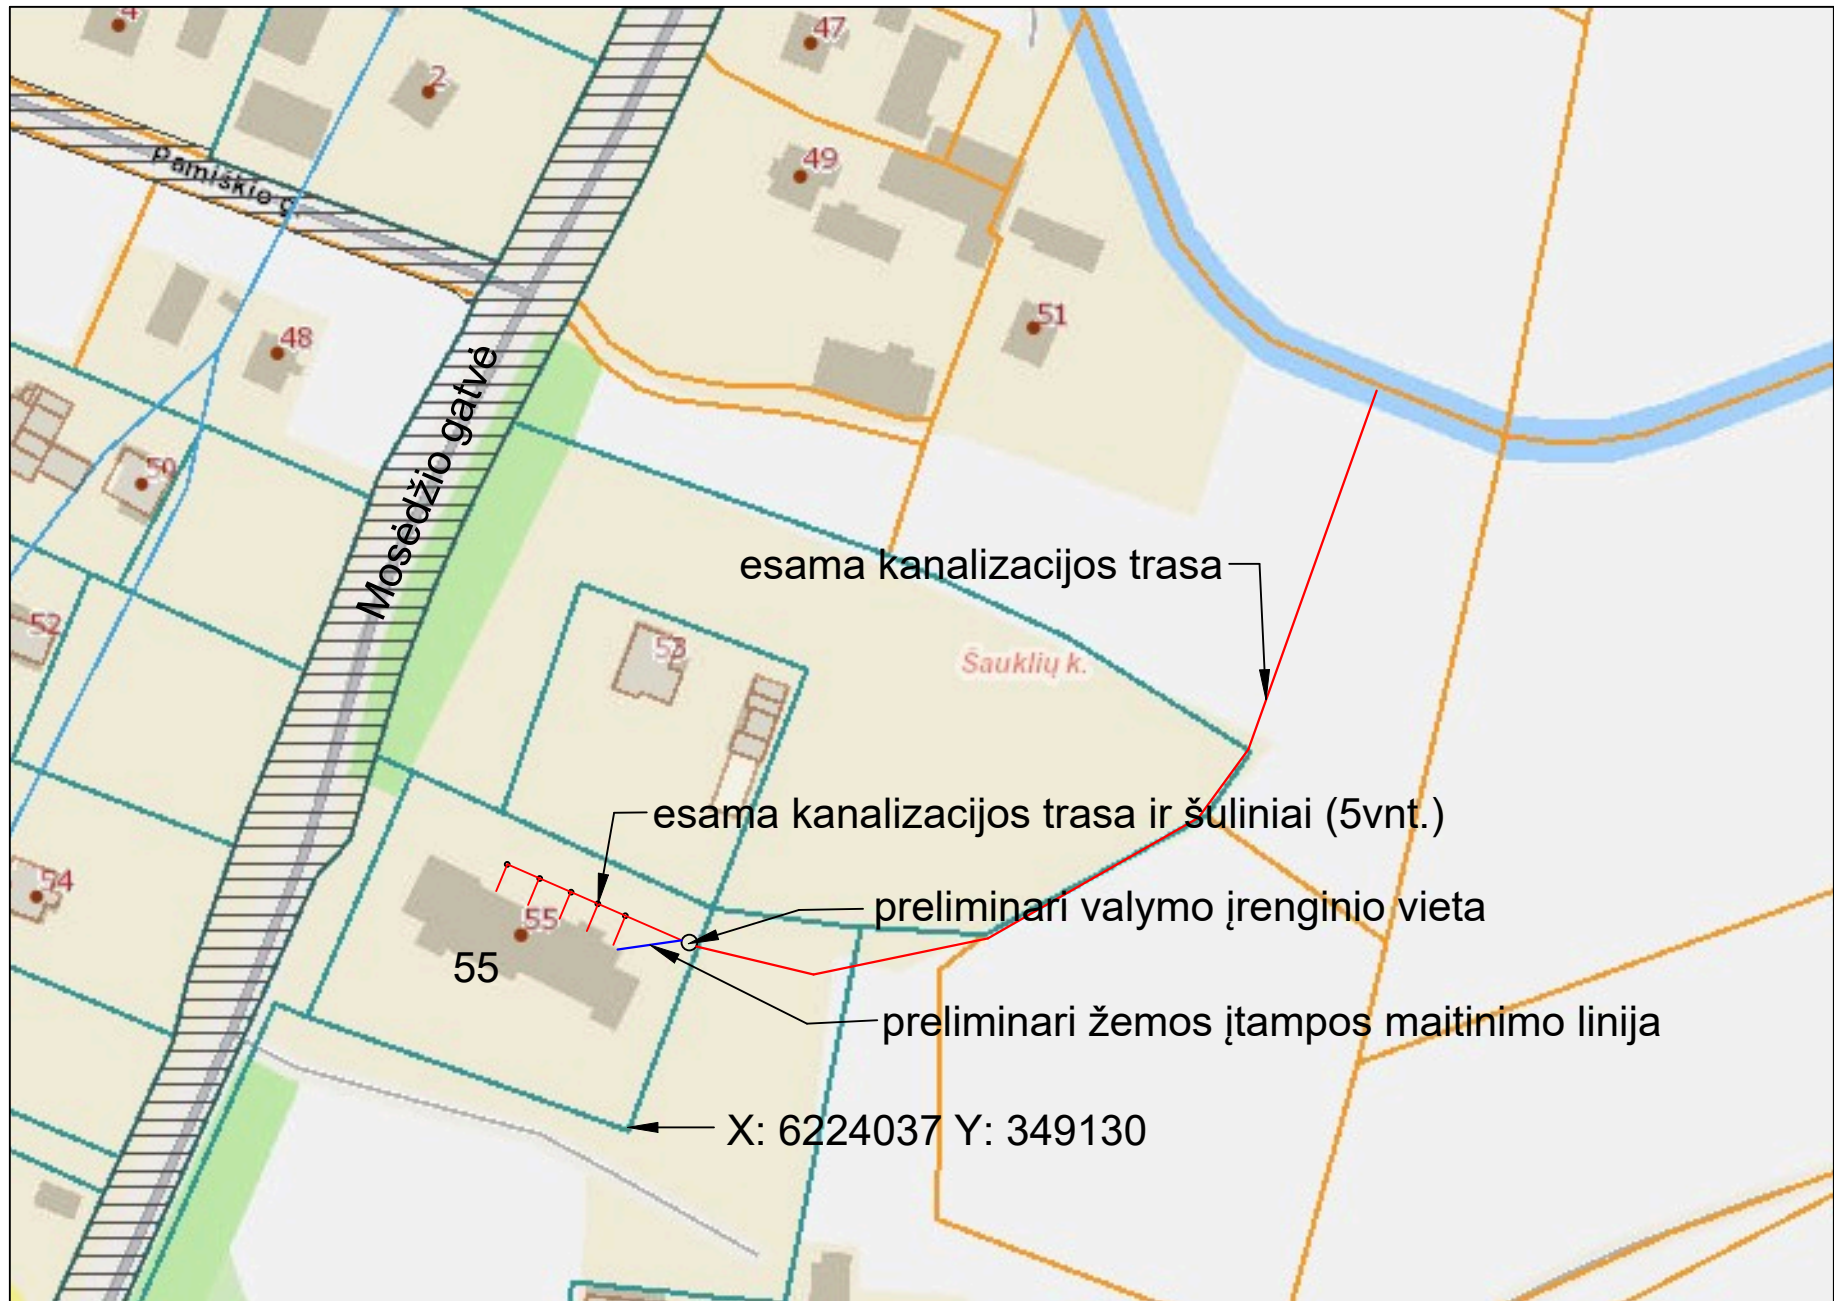 4
2
47
Pamiškio g.
49
51
48
Mosėdžio gatvė
50
esama kanalizacijos trasa
52
53
Šauklių k.
esama kanalizacijos trasa ir šuliniai (5vnt.)
54
preliminari valymo įrenginio vieta
55
55
preliminari žemos įtampos maitinimo linija
X: 6224037 Y: 349130